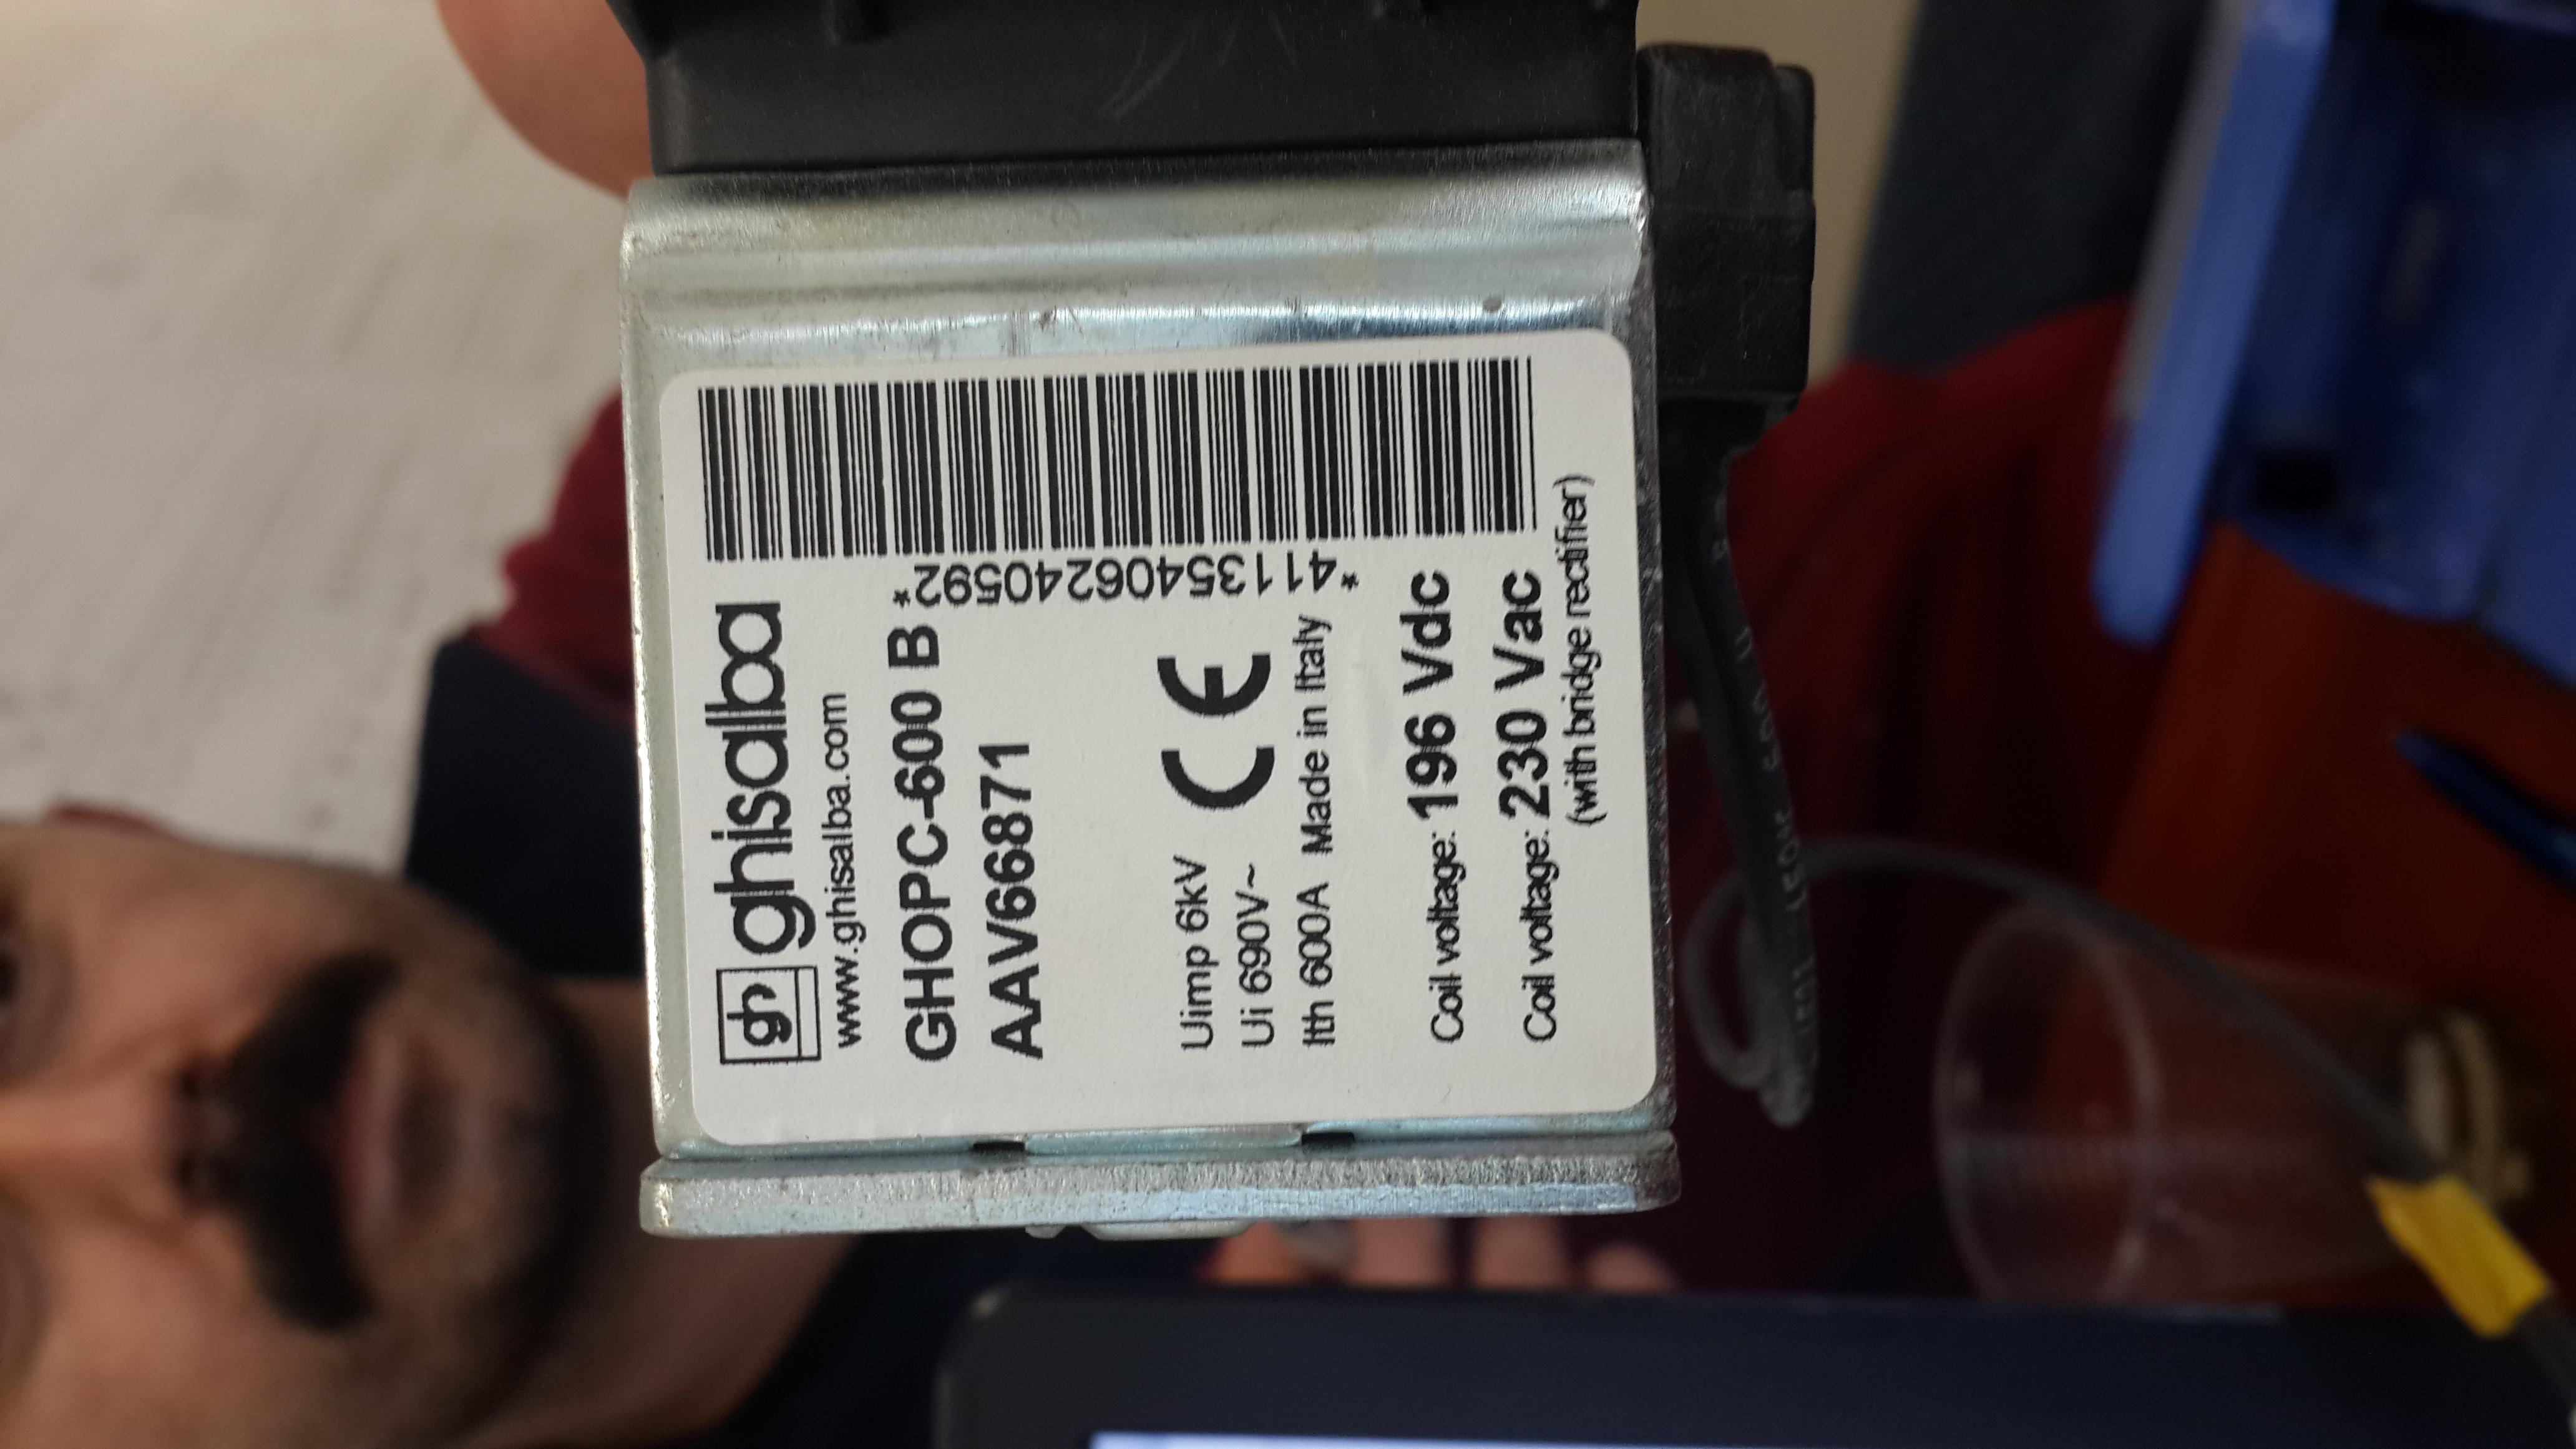 gh ghisalba
www.ghisalba.com
GHOPC-600 B
AAV66871
*41135406240592*
Uimp 6kV
Ui 690V~
CE
Ith 600A Made in Italy
Coil voltage: 196 Vdc
Coil voltage: 230 Vac
(with bridge rectifier)